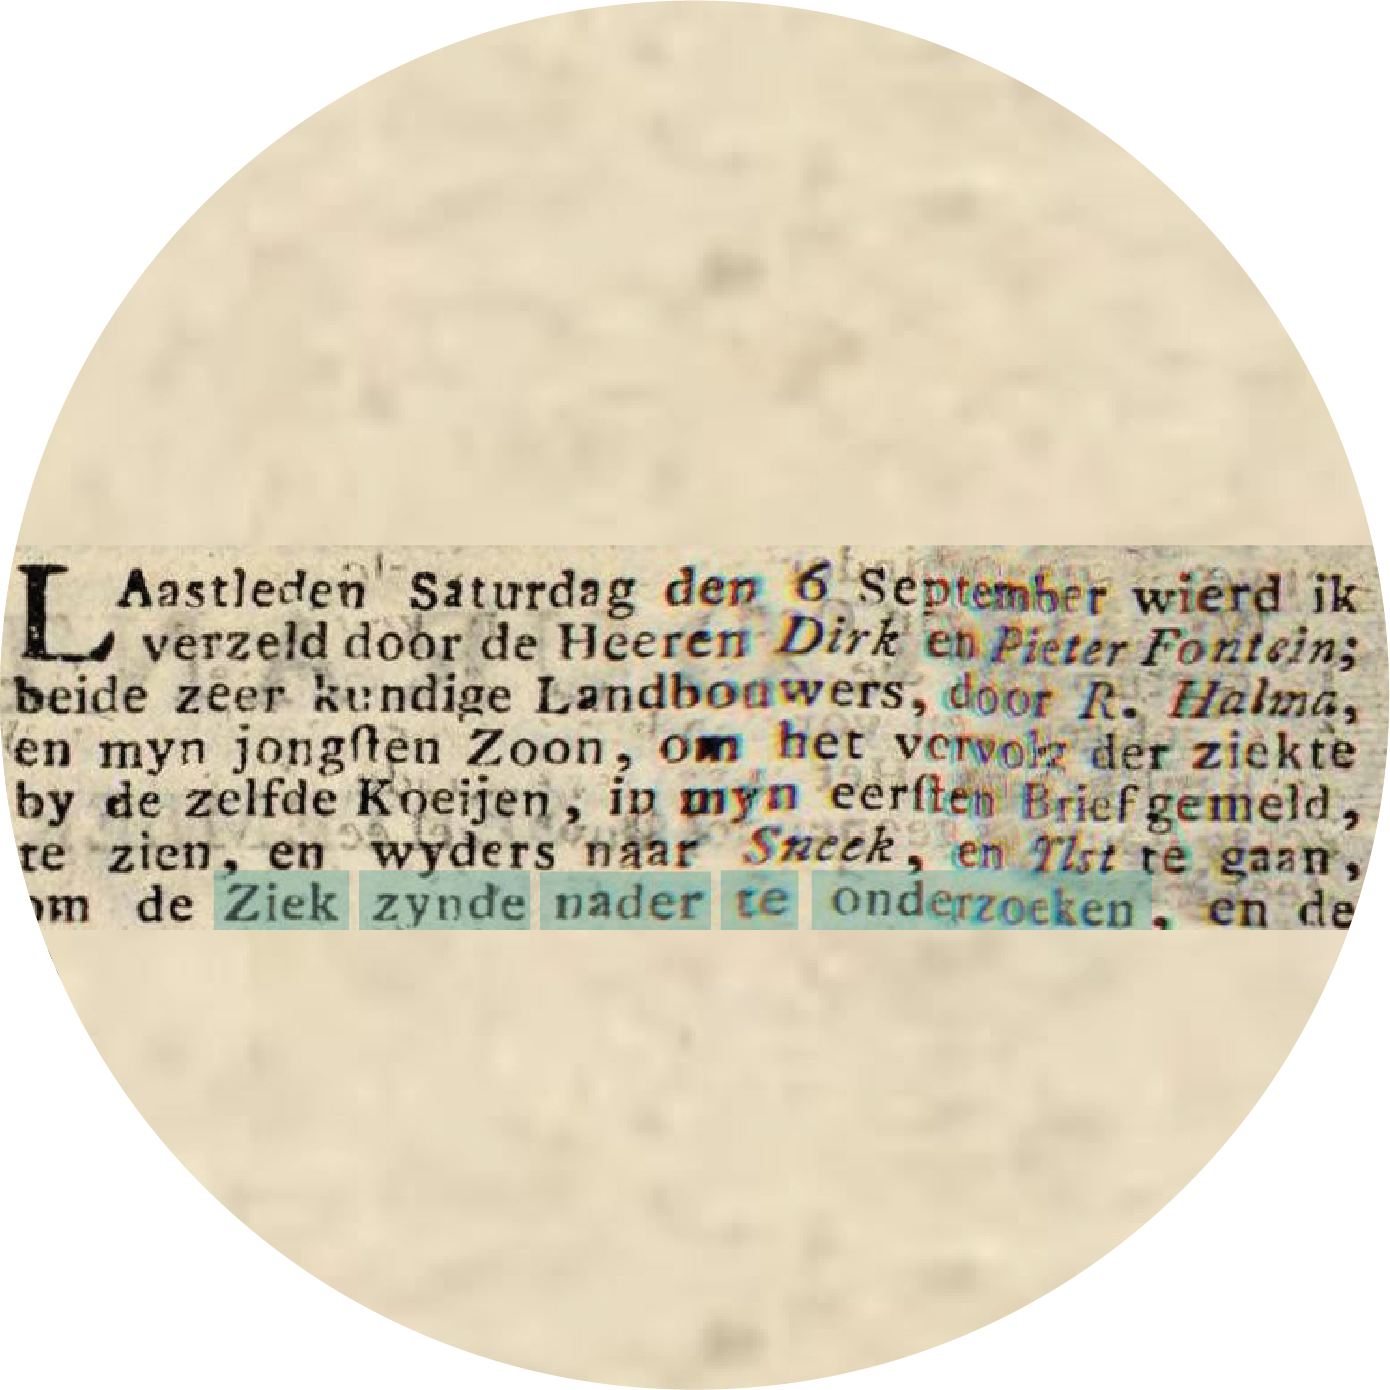 LAastleden Saturdag den 6 September wierd ik
verzeld door de Heeren Dirk en Pieter Fontein;
beide zeer kundige Landbouwers, door R. Halma,
en myn jongſten Zoon, om het vervolg der ziekte
by de zelfde Koeijen, in myn eerſten Brief gemeld,
te zien, en wyders naar Sneek, en Ylst te gaan,
om de Ziek zynde nader te onderzoeken, en de